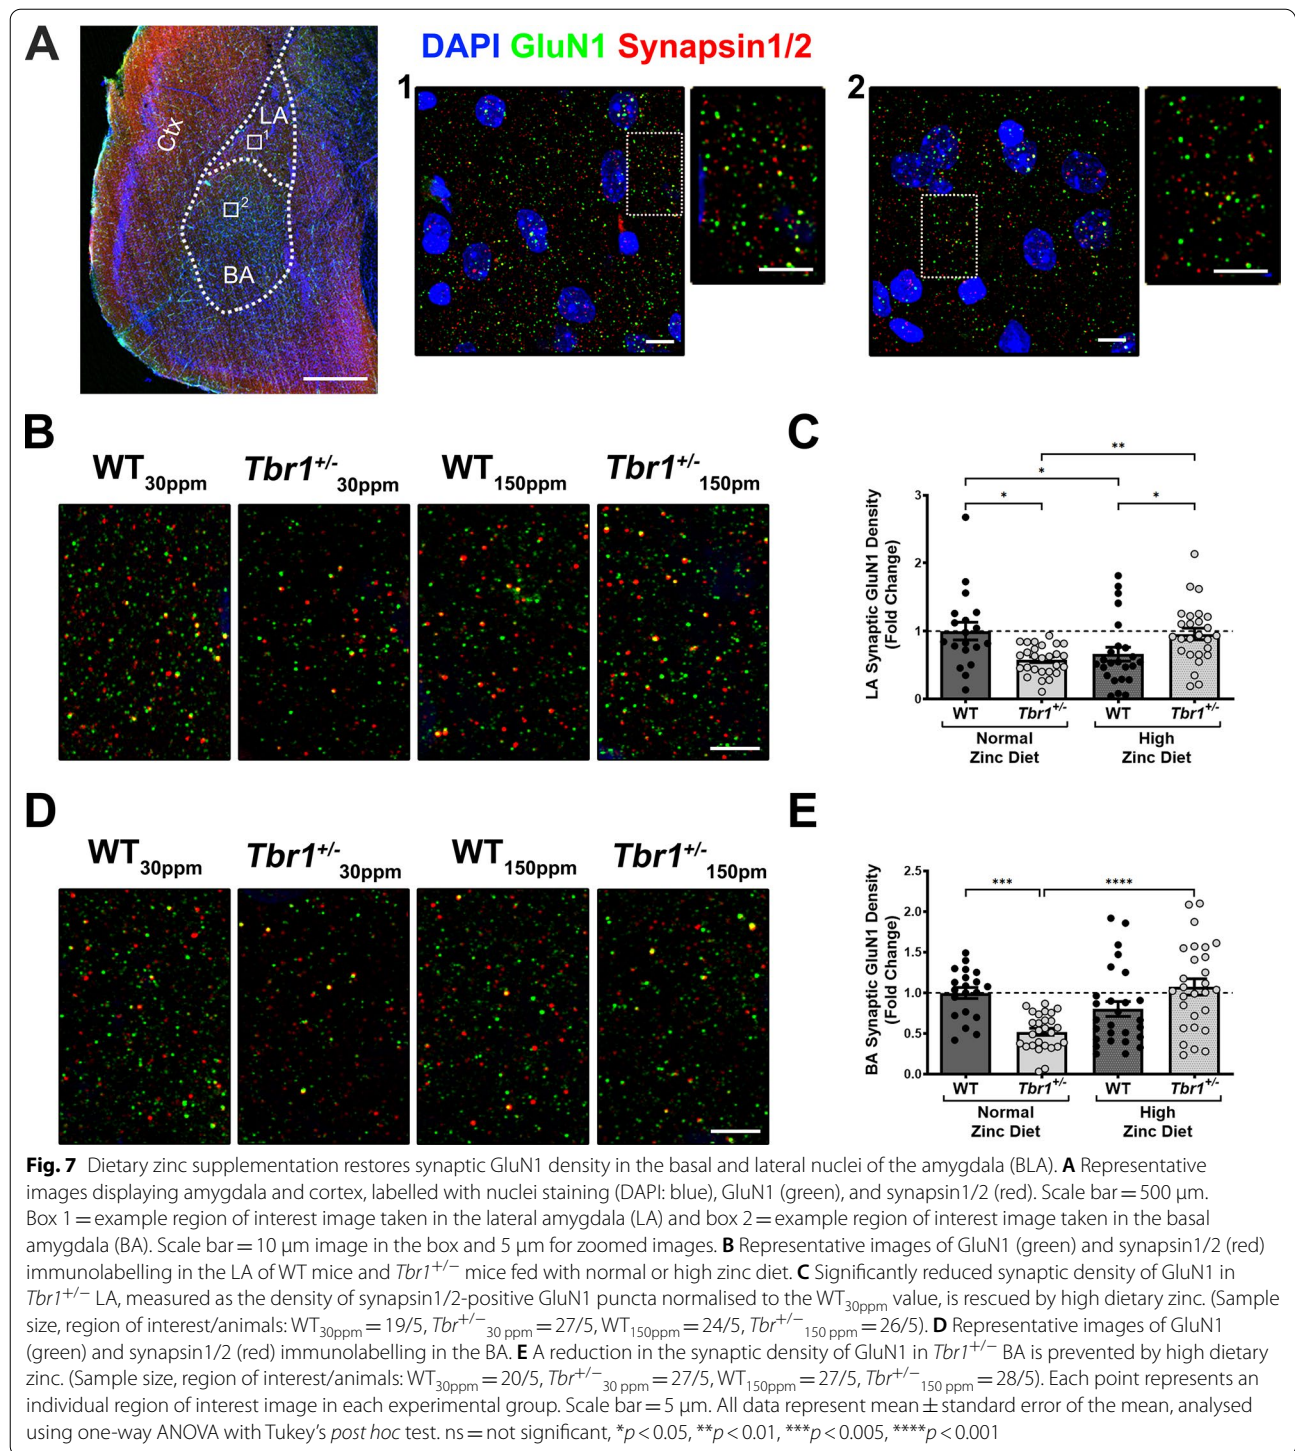 A
DAPI GluN1 Synapsin1/2
1
2
Ctx
LA
1
2
BA
B
WT30ppm
Tbr1+/-30ppm
WT150ppm
Tbr1+/-150pm
C
**
*
*
*
LA Synaptic GluN1 Density
(Fold Change)
3
2
1
0
WT
Tbr1+/-
WT
Tbr1+/-
Normal
Zinc Diet
High
Zinc Diet
D
WT30ppm
Tbr1+/-30ppm
WT150ppm
Tbr1+/-150pm
E
***
****
BA Synaptic GluN1 Density
(Fold Change)
2.5
2.0
1.5
1.0
0.5
0.0
WT
Tbr1+/-
WT
Tbr1+/-
Normal
Zinc Diet
High
Zinc Diet
Fig. 7 Dietary zinc supplementation restores synaptic GluN1 density in the basal and lateral nuclei of the amygdala (BLA). A Representative
images displaying amygdala and cortex, labelled with nuclei staining (DAPI: blue), GluN1 (green), and synapsin1/2 (red). Scale bar = 500 µm.
Box 1 = example region of interest image taken in the lateral amygdala (LA) and box 2 = example region of interest image taken in the basal
amygdala (BA). Scale bar = 10 µm image in the box and 5 µm for zoomed images. B Representative images of GluN1 (green) and synapsin1/2 (red)
immunolabelling in the LA of WT mice and Tbr1+/− mice fed with normal or high zinc diet. C Significantly reduced synaptic density of GluN1 in
Tbr1+/− LA, measured as the density of synapsin1/2-positive GluN1 puncta normalised to the WT30ppm value, is rescued by high dietary zinc. (Sample
size, region of interest/animals: WT30ppm = 19/5, Tbr+/−30 ppm = 27/5, WT150ppm = 24/5, Tbr+/−150 ppm = 26/5). D Representative images of GluN1
(green) and synapsin1/2 (red) immunolabelling in the BA. E A reduction in the synaptic density of GluN1 in Tbr1+/− BA is prevented by high dietary
zinc. (Sample size, region of interest/animals: WT30ppm = 20/5, Tbr+/−30 ppm = 27/5, WT150ppm = 27/5, Tbr+/−150 ppm = 28/5). Each point represents an
individual region of interest image in each experimental group. Scale bar = 5 µm. All data represent mean ± standard error of the mean, analysed
using one-way ANOVA with Tukey's post hoc test. ns = not significant, *p < 0.05, **p < 0.01, ***p < 0.005, ****p < 0.001